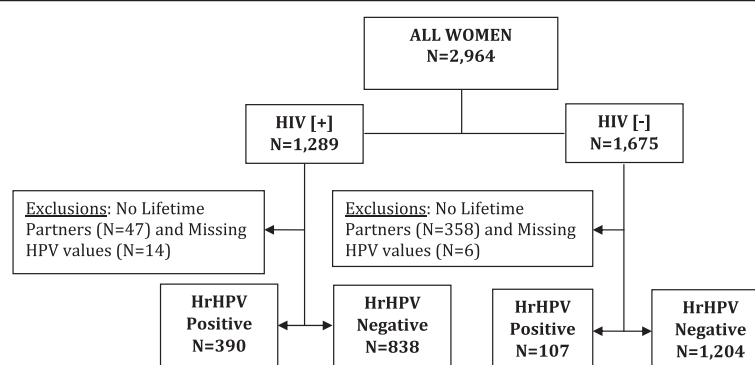 ALL WOMEN
N=2,964
HIV [+]
N=1,289
HIV [-]
N=1,675
Exclusions: No Lifetime
Partners (N=47) and Missing
HPV values (N=14)
Exclusions: No Lifetime
Partners (N=358) and Missing
HPV values (N=6)
HrHPV
Positive
N=390
HrHPV
Negative
N=838
HrHPV
Positive
N=107
HrHPV
Negative
N=1,204